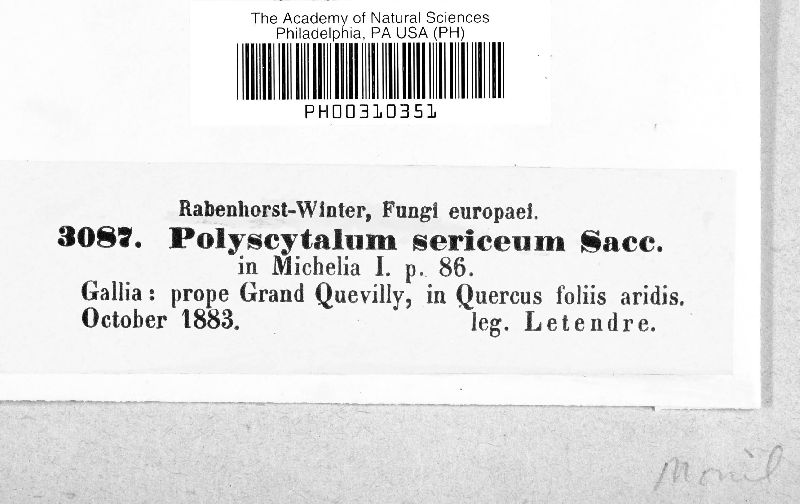 The Academy of Natural Sciences
Philadelphia, PA USA (PH)
PH00310351
Rabenhorst-Winter, Fungi europaei.
3087. Polyscytalum sericeum Sacc.
in Michelia I. p. 86.
Gallia: prope Grand Quevilly, in Quercus foliis aridis.
October 1883. leg. Letendre.
Monil